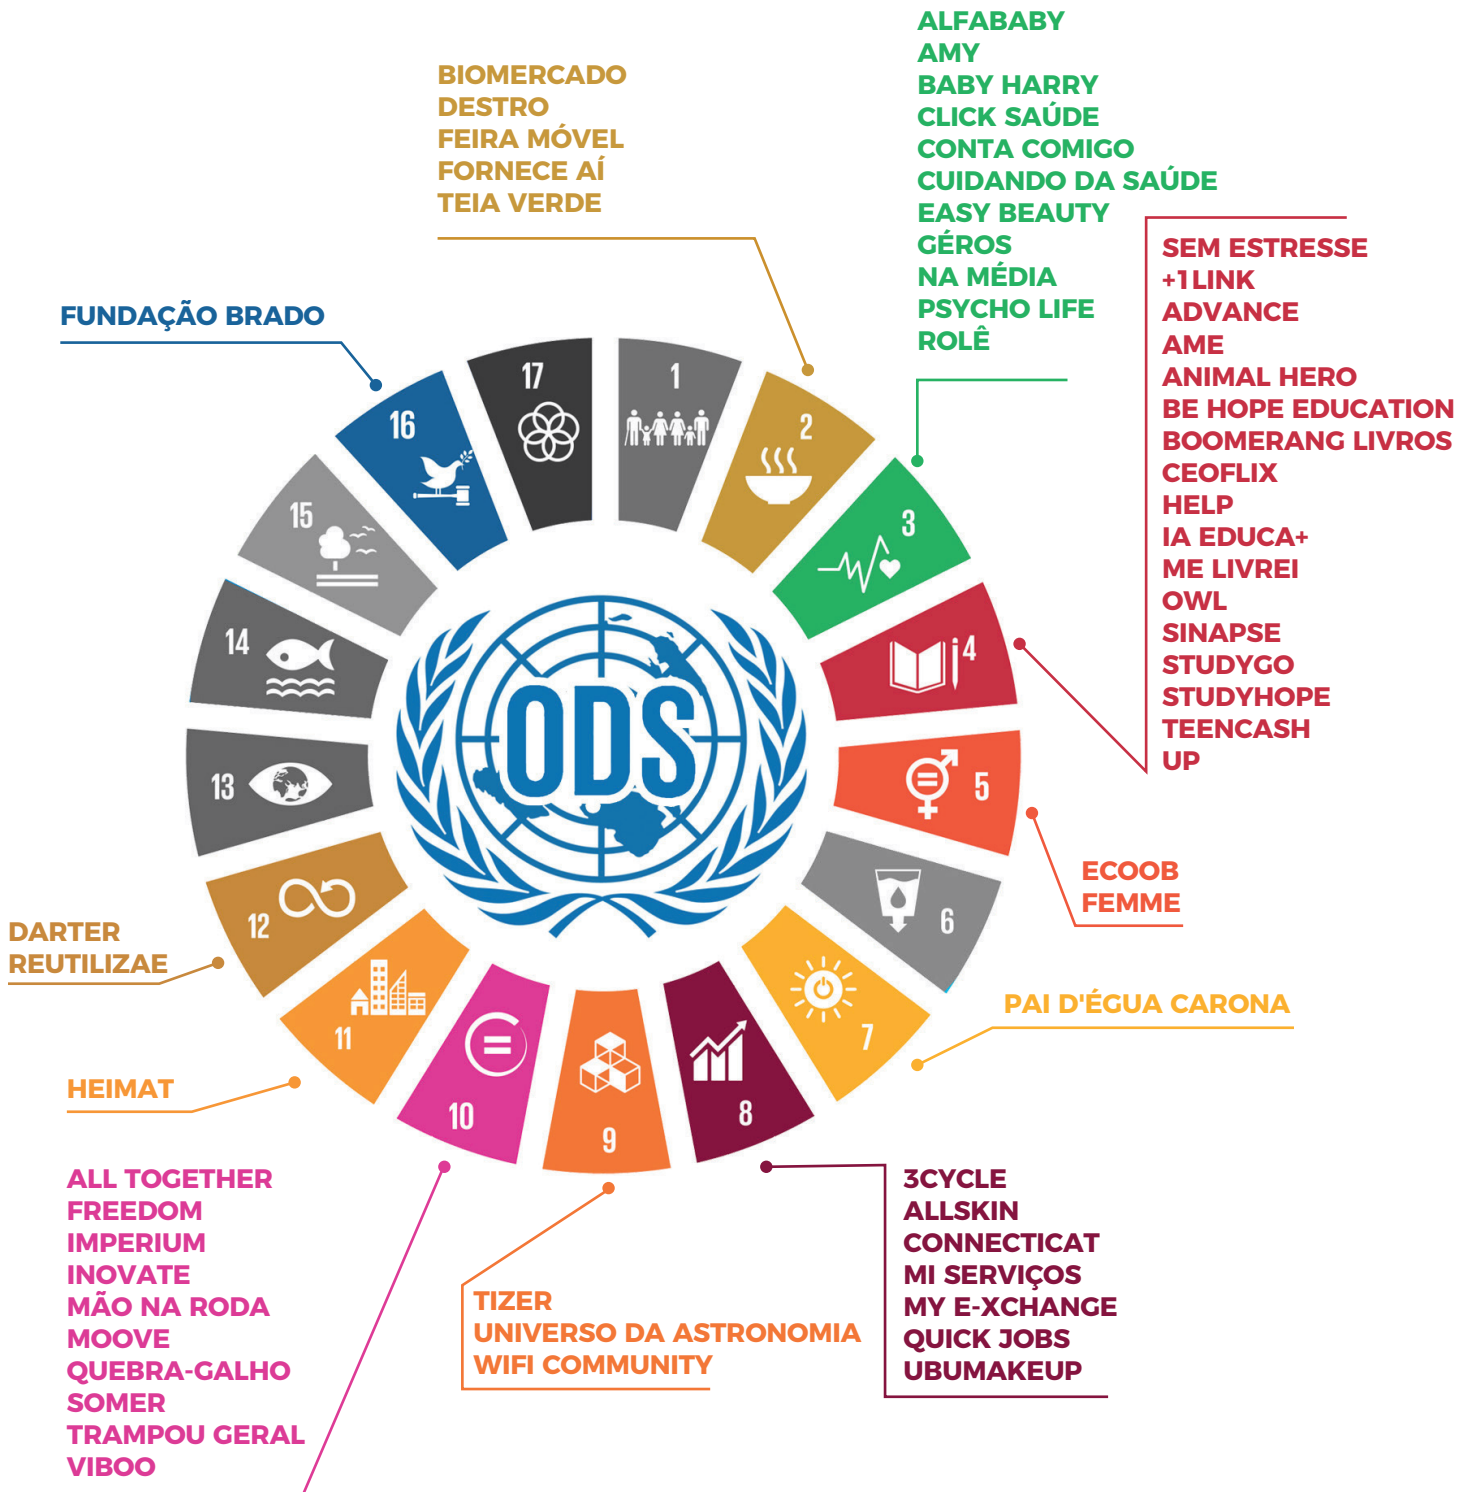 ALFABABY
AMY
BABY HARRY
CLICK SAÚDE
CONTA COMIGO
CUIDANDO DA SAÚDE
EASY BEAUTY
GÉROS
NA MÉDIA
PSYCHO LIFE
ROLÊ
BIOMERCADO
DESTRO
FEIRA MÓVEL
FORNECE AÍ
TEIA VERDE
SEM ESTRESSE
+1LINK
ADVANCE
AME
ANIMAL HERO
BE HOPE EDUCATION
BOOMERANG LIVROS
CEOFLIX
HELP
IA EDUCA+
ME LIVREI
OWL
SINAPSE
STUDYGO
STUDYHOPE
TEENCASH
UP
FUNDAÇÃO BRADO
17
1
16
2
15
3
14
4
ODS
13
5
12
6
11
7
10
8
9
ECOOB
FEMME
DARTER
REUTILIZAE
PAI D'ÉGUA CARONA
HEIMAT
ALL TOGETHER
FREEDOM
IMPERIUM
INOVATE
MÃO NA RODA
MOOVE
QUEBRA-GALHO
SOMER
TRAMPOU GERAL
VIBOO
TIZER
UNIVERSO DA ASTRONOMIA
WIFI COMMUNITY
3CYCLE
ALLSKIN
CONNECTICAT
MI SERVIÇOS
MY E-XCHANGE
QUICK JOBS
UBUMAKEUP